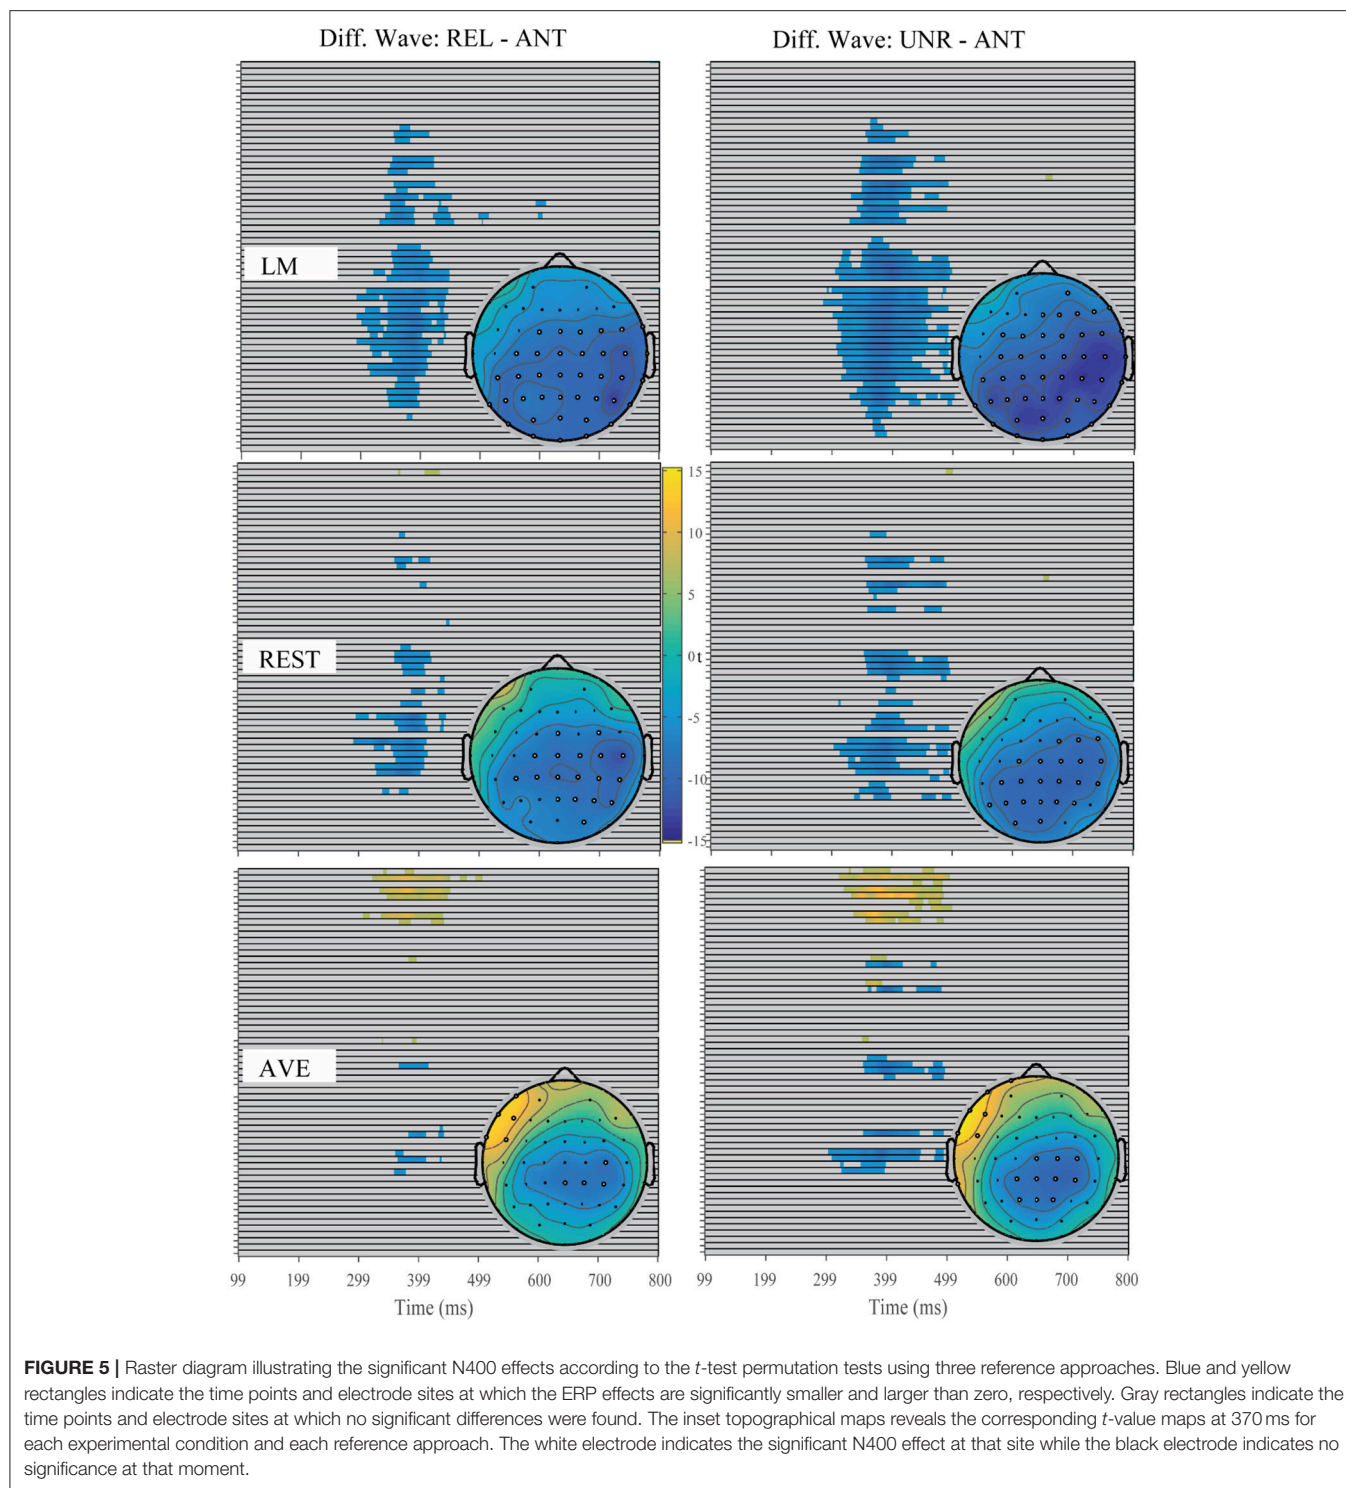 Diff. Wave: REL - ANT
Diff. Wave: UNR - ANT
LM
REST
15
10
5
0 t
-5
-10
-15
AVE
99 199 299 399 499 600 700 800
Time (ms)
99 199 299 399 499 600 700 800
Time (ms)
FIGURE 5 | Raster diagram illustrating the significant N400 effects according to the t-test permutation tests using three reference approaches. Blue and yellow
rectangles indicate the time points and electrode sites at which the ERP effects are significantly smaller and larger than zero, respectively. Gray rectangles indicate the
time points and electrode sites at which no significant differences were found. The inset topographical maps reveals the corresponding t-value maps at 370 ms for
each experimental condition and each reference approach. The white electrode indicates the significant N400 effect at that site while the black electrode indicates no
significance at that moment.